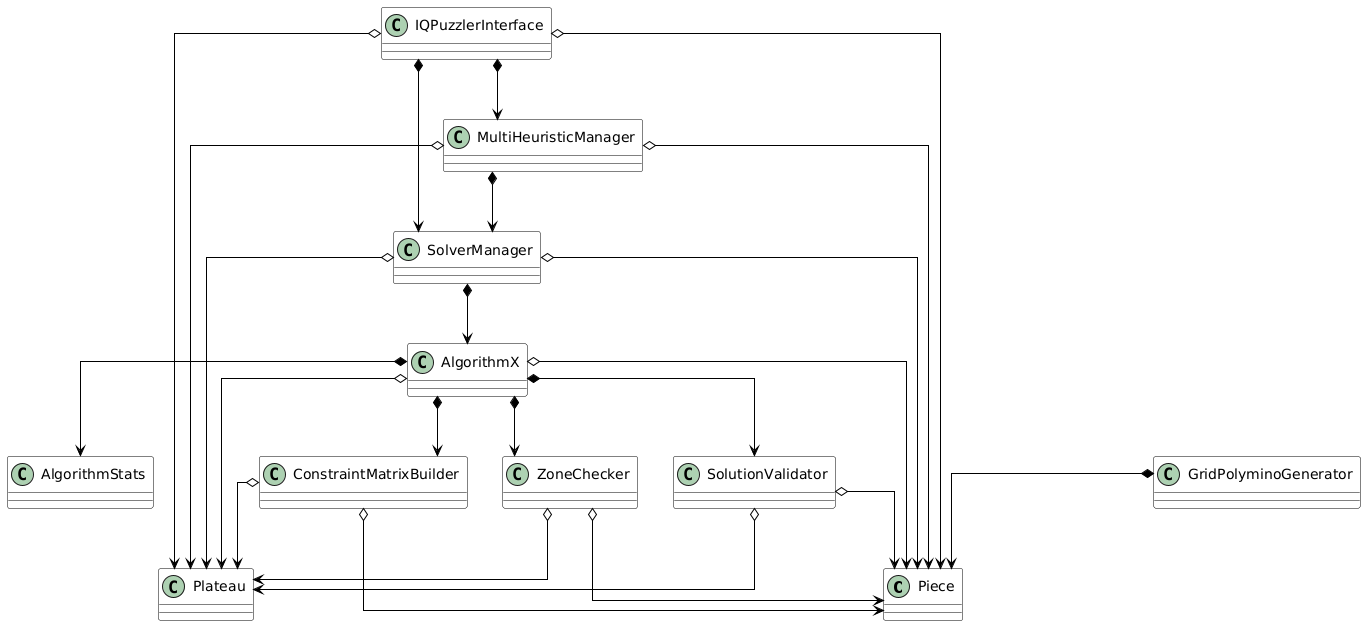 C IQPuzzlerInterface
C MultiHeuristicManager
C SolverManager
C AlgorithmX
C AlgorithmStats
C ConstraintMatrixBuilder
C ZoneChecker
C SolutionValidator
C GridPolyminoGenerator
C Plateau
C Piece